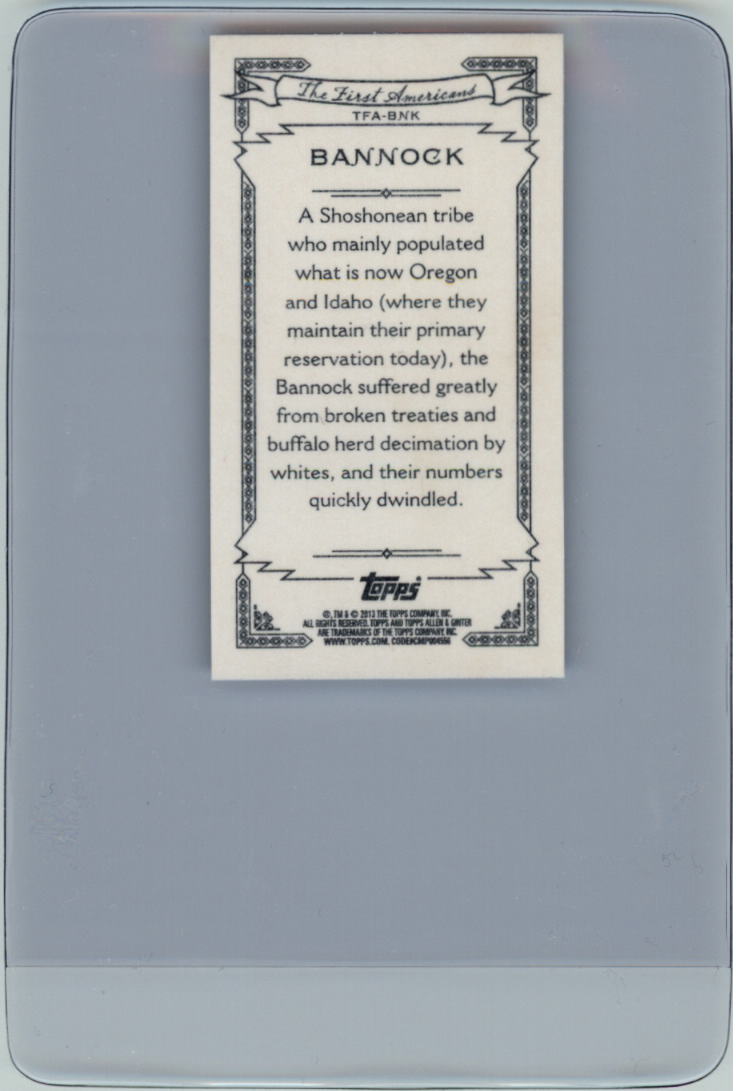 The First Americans
TFA-BNK
BANNOCK
A Shoshonean tribe
who mainly populated
what is now Oregon
and Idaho (where they
maintain their primary
reservation today), the
Bannock suffered greatly
from broken treaties and
buffalo herd decimation by
whites, and their numbers
quickly dwindled.
Topps
®, TM & © 2013 THE TOPPS COMPANY, INC.
ALL RIGHTS RESERVED. TOPPS AND TOPPS ALLEN & GINTER
ARE TRADEMARKS OF THE TOPPS COMPANY, INC.
WWW.TOPPS.COM. CODE#CMP004556